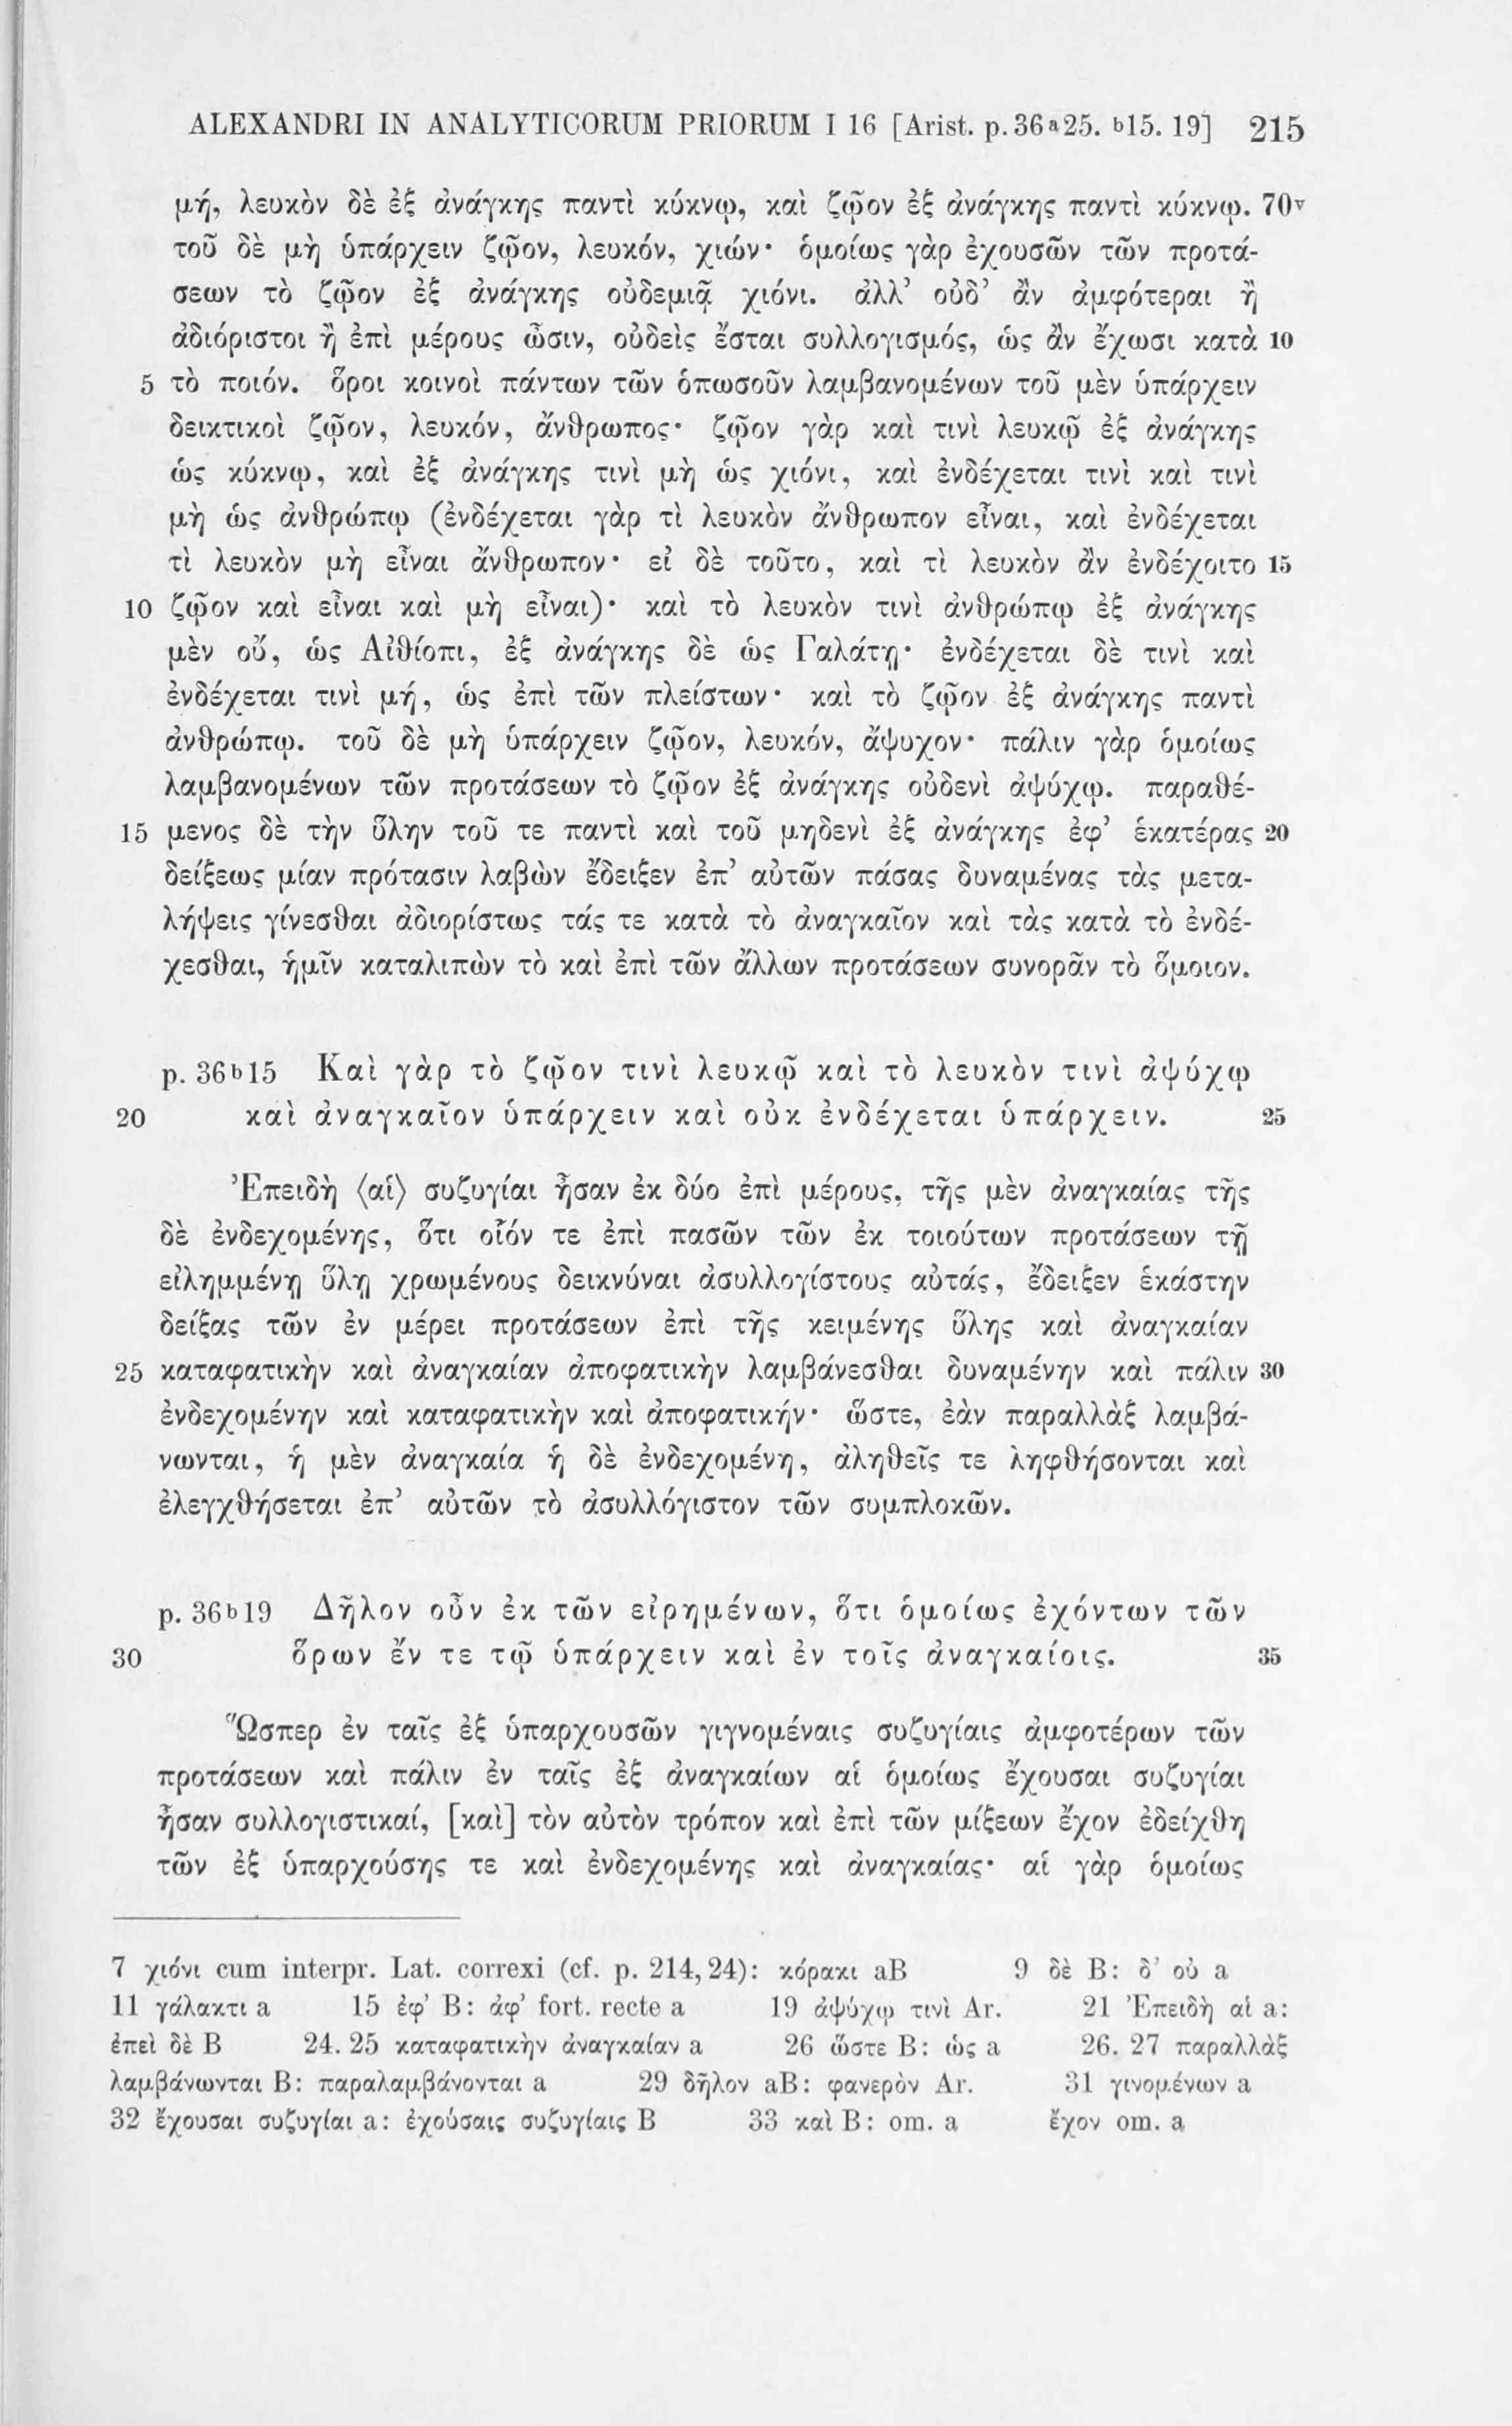 ALEXANDRI IN ANALYTICORUM PRIORUM I 16 [Arist. p. 36ᵃ25. ᵇ15. 19] 215
μή, λευκὸν δὲ ἐξ ἀνάγκης παντὶ κύκνῳ, καὶ ζῷον ἐξ ἀνάγκης παντὶ κύκνῳ. 70ᵛ
τοῦ δὲ μὴ ὑπάρχειν ζῷον, λευκόν, χιών· ὁμοίως γὰρ ἐχουσῶν τῶν προτά-
σεων τὸ ζῷον ἐξ ἀνάγκης οὐδεμιᾷ χιόνι. ἀλλ’ οὐδ’ ἂν ἀμφότεραι ἢ
ἀδιόριστοι ἢ ἐπὶ μέρους ὦσιν, οὐδεὶς ἔσται συλλογισμός, ὡς ἂν ἔχωσι κατὰ 10
5 τὸ ποιόν. ὅροι κοινοὶ πάντων τῶν ὁπωσοῦν λαμβανομένων τοῦ μὲν ὑπάρχειν
δεικτικοὶ ζῷον, λευκόν, ἄνθρωπος· ζῷον γὰρ καὶ τινὶ λευκῷ ἐξ ἀνάγκης
ὡς κύκνῳ, καὶ ἐξ ἀνάγκης τινὶ μὴ ὡς χιόνι, καὶ ἐνδέχεται τινὶ καὶ τινὶ
μὴ ὡς ἀνθρώπῳ (ἐνδέχεται γὰρ τὶ λευκὸν ἄνθρωπον εἶναι, καὶ ἐνδέχεται
τὶ λευκὸν μὴ εἶναι ἄνθρωπον· εἰ δὲ τοῦτο, καὶ τὶ λευκὸν ἂν ἐνδέχοιτο 15
10 ζῷον καὶ εἶναι καὶ μὴ εἶναι)· καὶ τὸ λευκὸν τινὶ ἀνθρώπῳ ἐξ ἀνάγκης
μὲν οὔ, ὡς Αἰθίοπι, ἐξ ἀνάγκης δὲ ὡς Γαλάτῃ· ἐνδέχεται δὲ τινὶ καὶ
ἐνδέχεται τινὶ μή, ὡς ἐπὶ τῶν πλείστων· καὶ τὸ ζῷον ἐξ ἀνάγκης παντὶ
ἀνθρώπῳ. τοῦ δὲ μὴ ὑπάρχειν ζῷον, λευκόν, ἄψυχον· πάλιν γὰρ ὁμοίως
λαμβανομένων τῶν προτάσεων τὸ ζῷον ἐξ ἀνάγκης οὐδενὶ ἀψύχῳ. παραθέ-
15 μενος δὲ τὴν ὕλην τοῦ τε παντὶ καὶ τοῦ μηδενὶ ἐξ ἀνάγκης ἐφ’ ἑκατέρας 20
δείξεως μίαν πρότασιν λαβὼν ἔδειξεν ἐπ’ αὐτῶν πάσας δυναμένας τὰς μετα-
λήψεις γίνεσθαι ἀδιορίστως τάς τε κατὰ τὸ ἀναγκαῖον καὶ τὰς κατὰ τὸ ἐνδέ-
χεσθαι, ἡμῖν καταλιπὼν τὸ καὶ ἐπὶ τῶν ἄλλων προτάσεων συνορᾶν τὸ ὅμοιον.
p. 36ᵇ15 Καὶ γὰρ τὸ ζῷον τινὶ λευκῷ καὶ τὸ λευκὸν τινὶ ἀψύχῳ
20 καὶ ἀναγκαῖον ὑπάρχειν καὶ οὐκ ἐνδέχεται ὑπάρχειν. 25
Ἐπειδὴ ⟨αἱ⟩ συζυγίαι ἦσαν ἐκ δύο ἐπὶ μέρους, τῆς μὲν ἀναγκαίας τῆς
δὲ ἐνδεχομένης, ὅτι οἷόν τε ἐπὶ πασῶν τῶν ἐκ τοιούτων προτάσεων τῇ
εἰλημμένῃ ὕλῃ χρωμένους δεικνύναι ἀσυλλογίστους αὐτάς, ἔδειξεν ἑκάστην
δείξας τῶν ἐν μέρει προτάσεων ἐπὶ τῆς κειμένης ὕλης καὶ ἀναγκαίαν
25 καταφατικὴν καὶ ἀναγκαίαν ἀποφατικὴν λαμβάνεσθαι δυναμένην καὶ πάλιν 30
ἐνδεχομένην καὶ καταφατικὴν καὶ ἀποφατικήν· ὥστε, ἐὰν παραλλὰξ λαμβά-
νωνται, ἡ μὲν ἀναγκαία ἡ δὲ ἐνδεχομένη, ἀληθεῖς τε ληφθήσονται καὶ
ἐλεγχθήσεται ἐπ’ αὐτῶν τὸ ἀσυλλόγιστον τῶν συμπλοκῶν.
p. 36ᵇ19 Δῆλον οὖν ἐκ τῶν εἰρημένων, ὅτι ὁμοίως ἐχόντων τῶν
30 ὅρων ἔν τε τῷ ὑπάρχειν καὶ ἐν τοῖς ἀναγκαίοις. 35
Ὥσπερ ἐν ταῖς ἐξ ὑπαρχουσῶν γιγνομέναις συζυγίαις ἀμφοτέρων τῶν
προτάσεων καὶ πάλιν ἐν ταῖς ἐξ ἀναγκαίων αἱ ὁμοίως ἔχουσαι συζυγίαι
ἦσαν συλλογιστικαί, [καὶ] τὸν αὐτὸν τρόπον καὶ ἐπὶ τῶν μίξεων ἔχον ἐδείχθη
τῶν ἐξ ὑπαρχούσης τε καὶ ἐνδεχομένης καὶ ἀναγκαίας· αἱ γὰρ ὁμοίως
7 χιόνι cum interpr. Lat. correxi (cf. p. 214,24): κόρακι aB 9 δὲ B: δ’ οὐ a
11 γάλακτι a 15 ἐφ’ B: ἀφ’ fort. recte a 19 ἀψύχῳ τινὶ Ar. 21 Ἐπειδὴ αἱ a:
ἐπεὶ δὲ B 24. 25 καταφατικὴν ἀναγκαίαν a 26 ὥστε B: ὡς a 26. 27 παραλλὰξ
λαμβάνωνται B: παραλαμβάνονται a 29 δῆλον aB: φανερὸν Ar. 31 γινομένων a
32 ἔχουσαι συζυγίαι a: ἐχούσαις συζυγίαις B 33 καὶ B: om. a ἔχον om. a